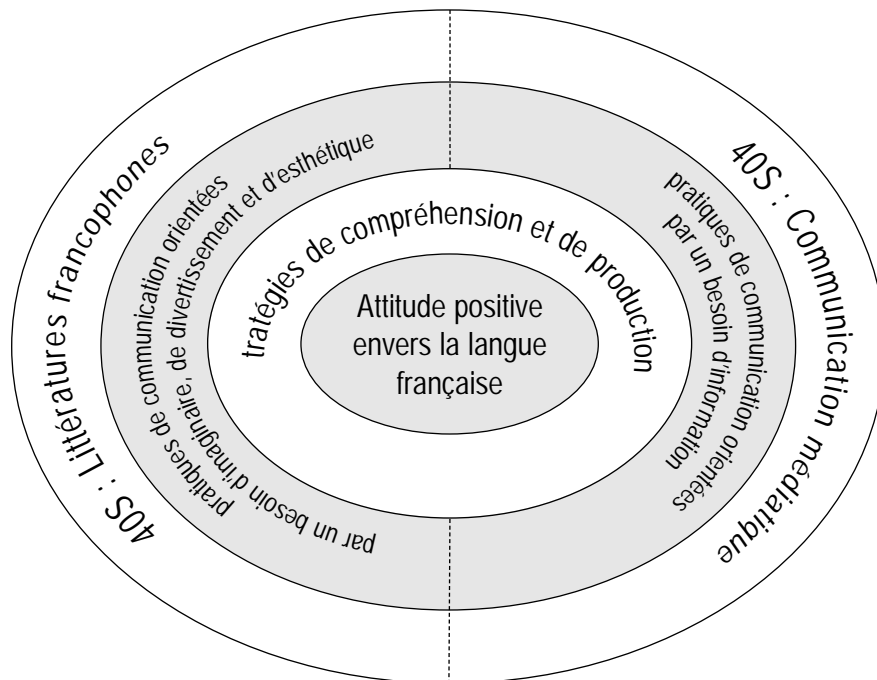 40S : Littératures francophones
pratiques de communication orientées
par un besoin d'imaginaire, de divertissement et d'esthétique
tratégies de compréhension et de production
Attitude positive
envers la langue
française
40S : Communication médiatique
pratiques de communication orientées
par un besoin d'information